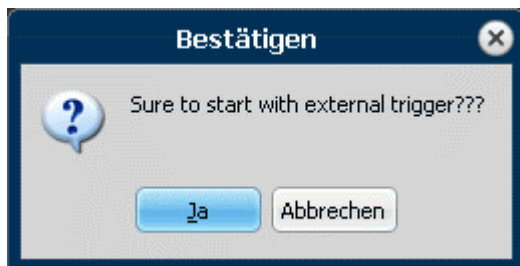 Bestätigen
Sure to start with external trigger???
Ja
Abbrechen